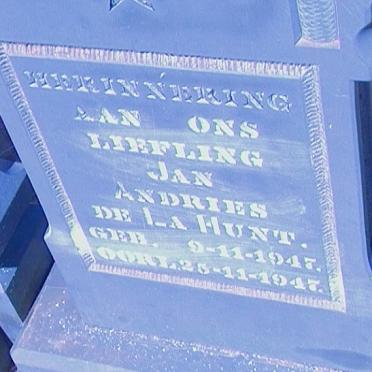 HERINNERING
AAN ONS
LIEFLING
JAN
ANDRIES
DE LA HUNT.
GEB. 9-11-1947.
OORL. 25-11-1947.